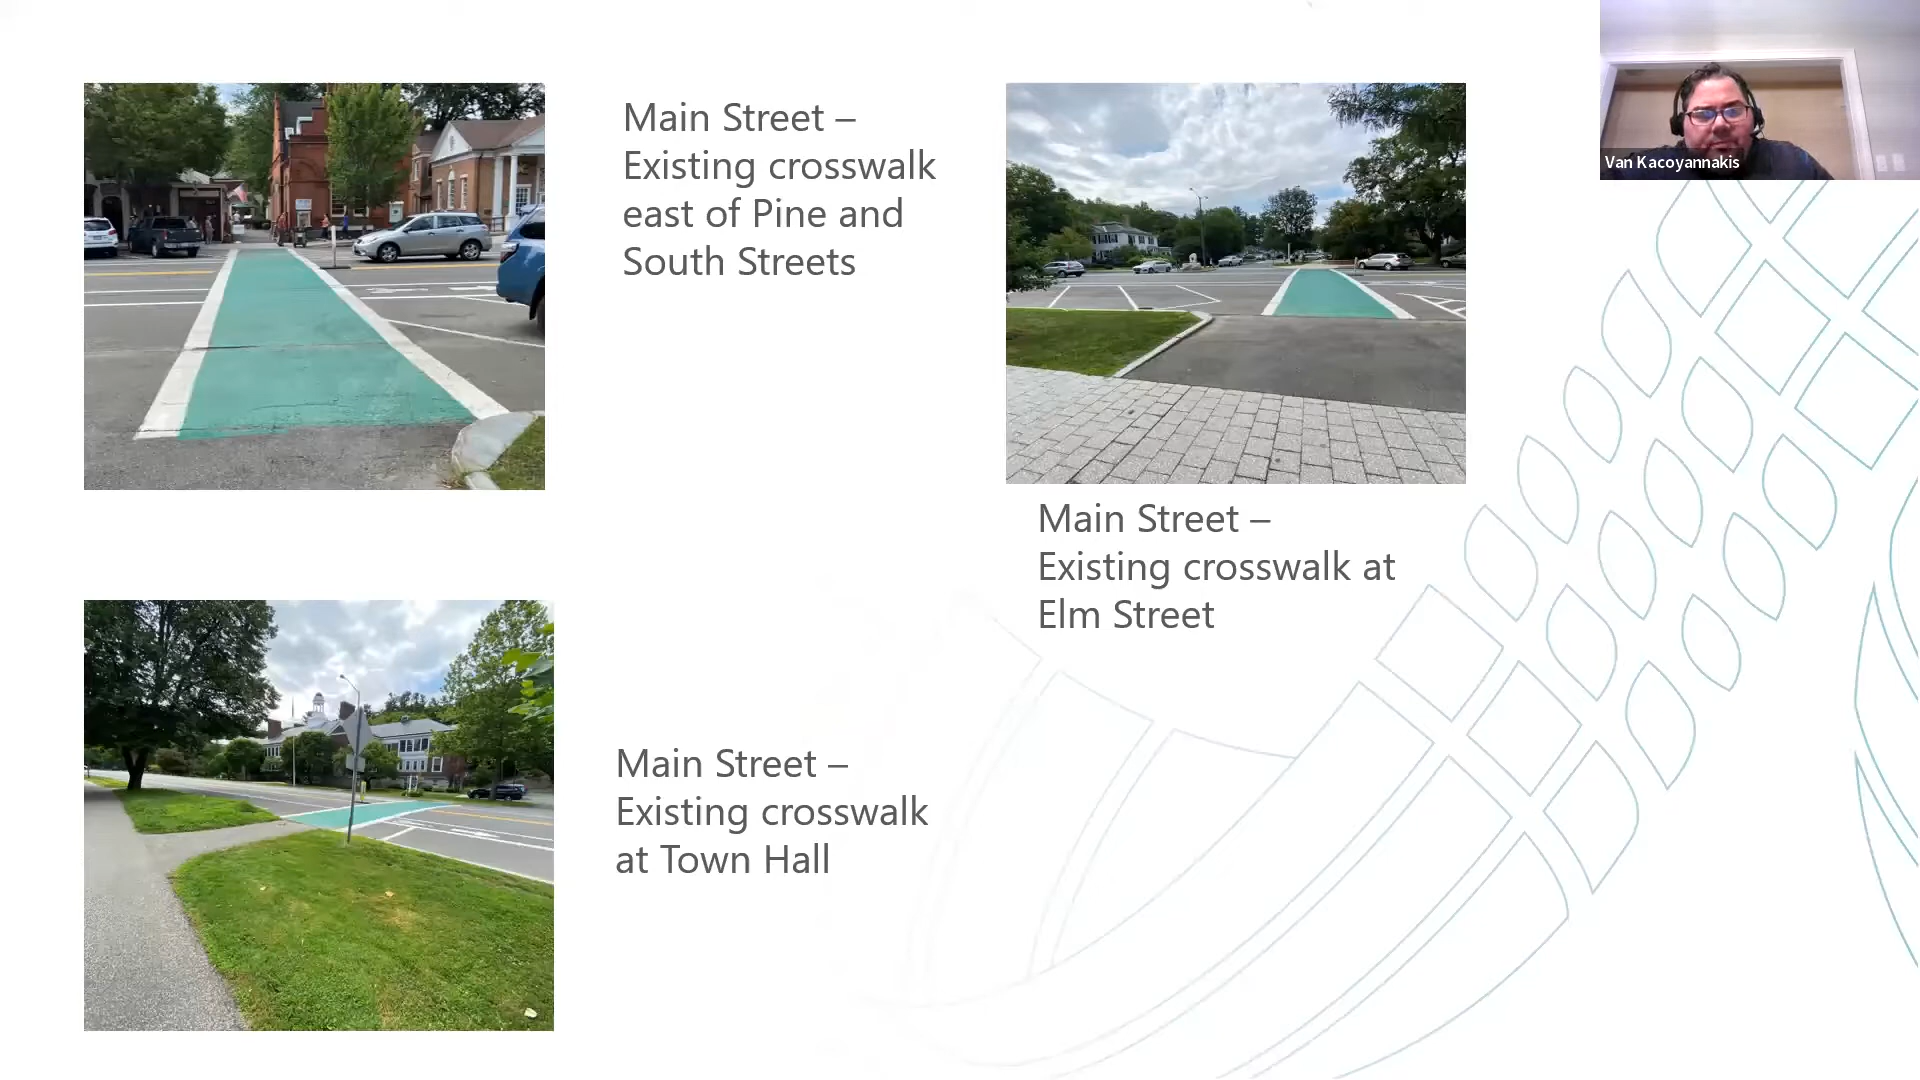 Main Street –
Existing crosswalk
east of Pine and
South Streets
Main Street –
Existing crosswalk at
Elm Street
Main Street –
Existing crosswalk
at Town Hall
Van Kacoyannakis